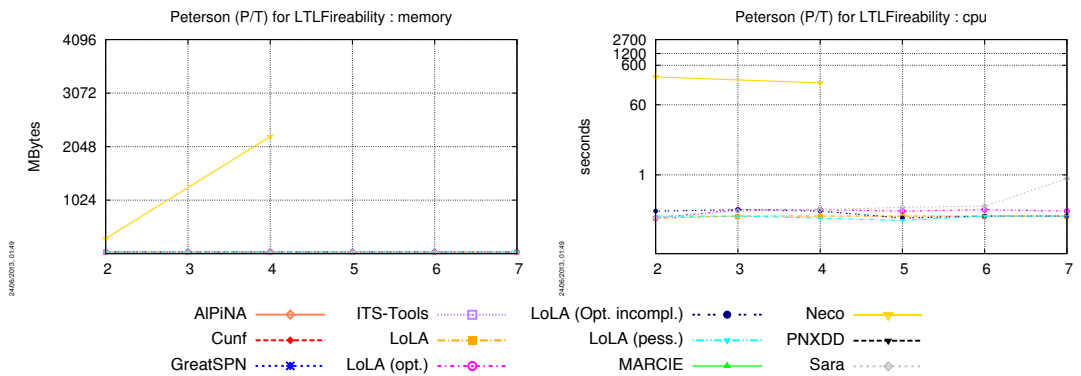 Peterson (P/T) for LTLFireability : memory
4096
3072
2048
1024
MBytes
2 3 4 5 6 7
24/06/2013, 01:49
Peterson (P/T) for LTLFireability : cpu
2700
1200
600
60
1
seconds
2 3 4 5 6 7
24/06/2013, 01:49
AlPiNA
Cunf
GreatSPN
ITS-Tools
LoLA
LoLA (opt.)
LoLA (Opt. incompl.)
LoLA (pess.)
MARCIE
Neco
PNXDD
Sara